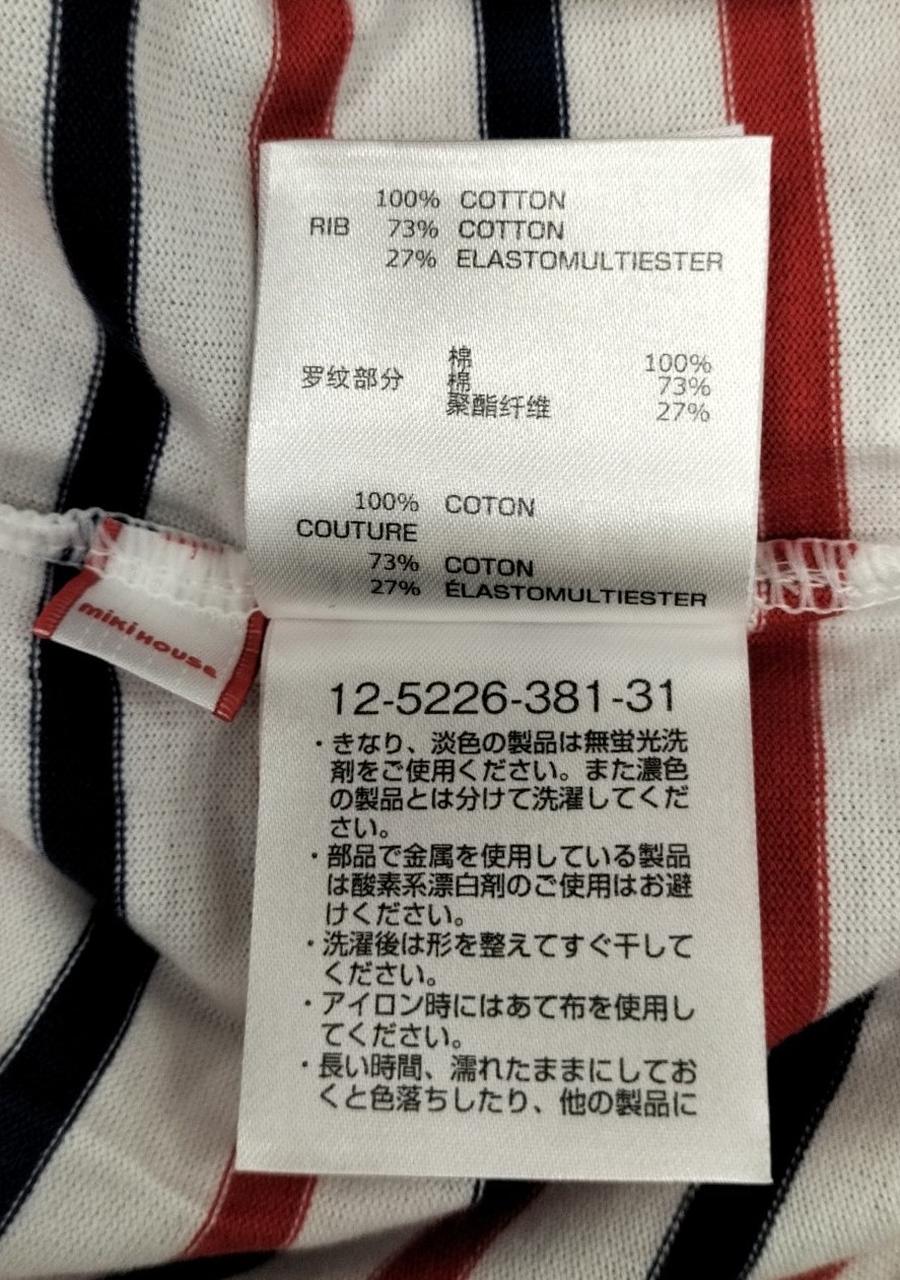 100% COTTON
RIB 73% COTTON
27% ELASTOMULTIESTER
棉 100%
罗纹部分 棉 73%
聚酯纤维 27%
100% COTON
COUTURE
73% COTON
27% ÉLASTOMULTIESTER
mikiHOUSE
12-5226-381-31
・きなり、淡色の製品は無蛍光洗
剤をご使用ください。また濃色
の製品とは分けて洗濯してくだ
さい。
・部品で金属を使用している製品
は酸素系漂白剤のご使用はお避
けください。
・洗濯後は形を整えてすぐ干して
ください。
・アイロン時にはあて布を使用し
てください。
・長い時間、濡れたままにしてお
くと色落ちしたり、他の製品に